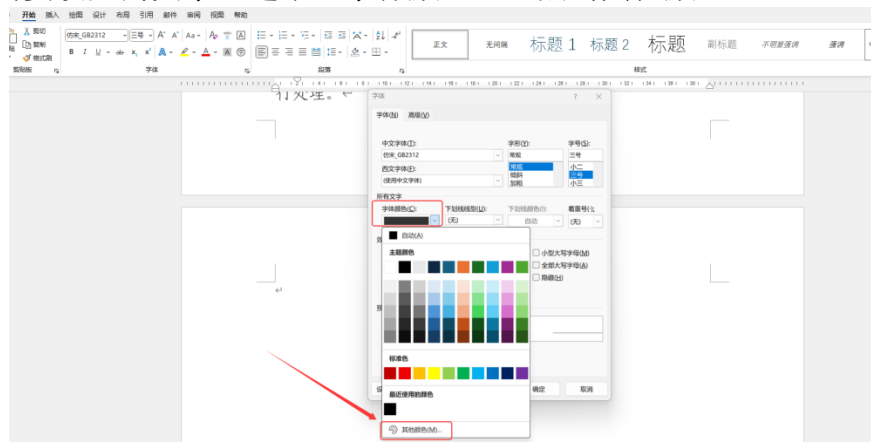 开始 插入 绘图 设计 布局 引用 邮件 审阅 视图 帮助
剪切
复制
格式刷
剪贴板
仿宋_GB2312 三号
字体
段落
正文 无间隔 标题 1 标题 2 标题 副标题 不明显强调 强调
样式
行处理。
字体
字体(N) 高级(V)
中文字体(T): 字形(Y): 字号(S):
仿宋_GB2312 常规 三号
西文字体(F): 常规 小二
(使用中文字体) 倾斜 三号
加粗 小三
所有文字
字体颜色(C): 下划线线型(U): 下划线颜色(I): 着重号(·):
(无) 自动 (无)
自动(A)
主题颜色
小型大写字母(M)
全部大写字母(A)
隐藏(H)
标准色
最近使用的颜色
其他颜色(M)...
确定 取消